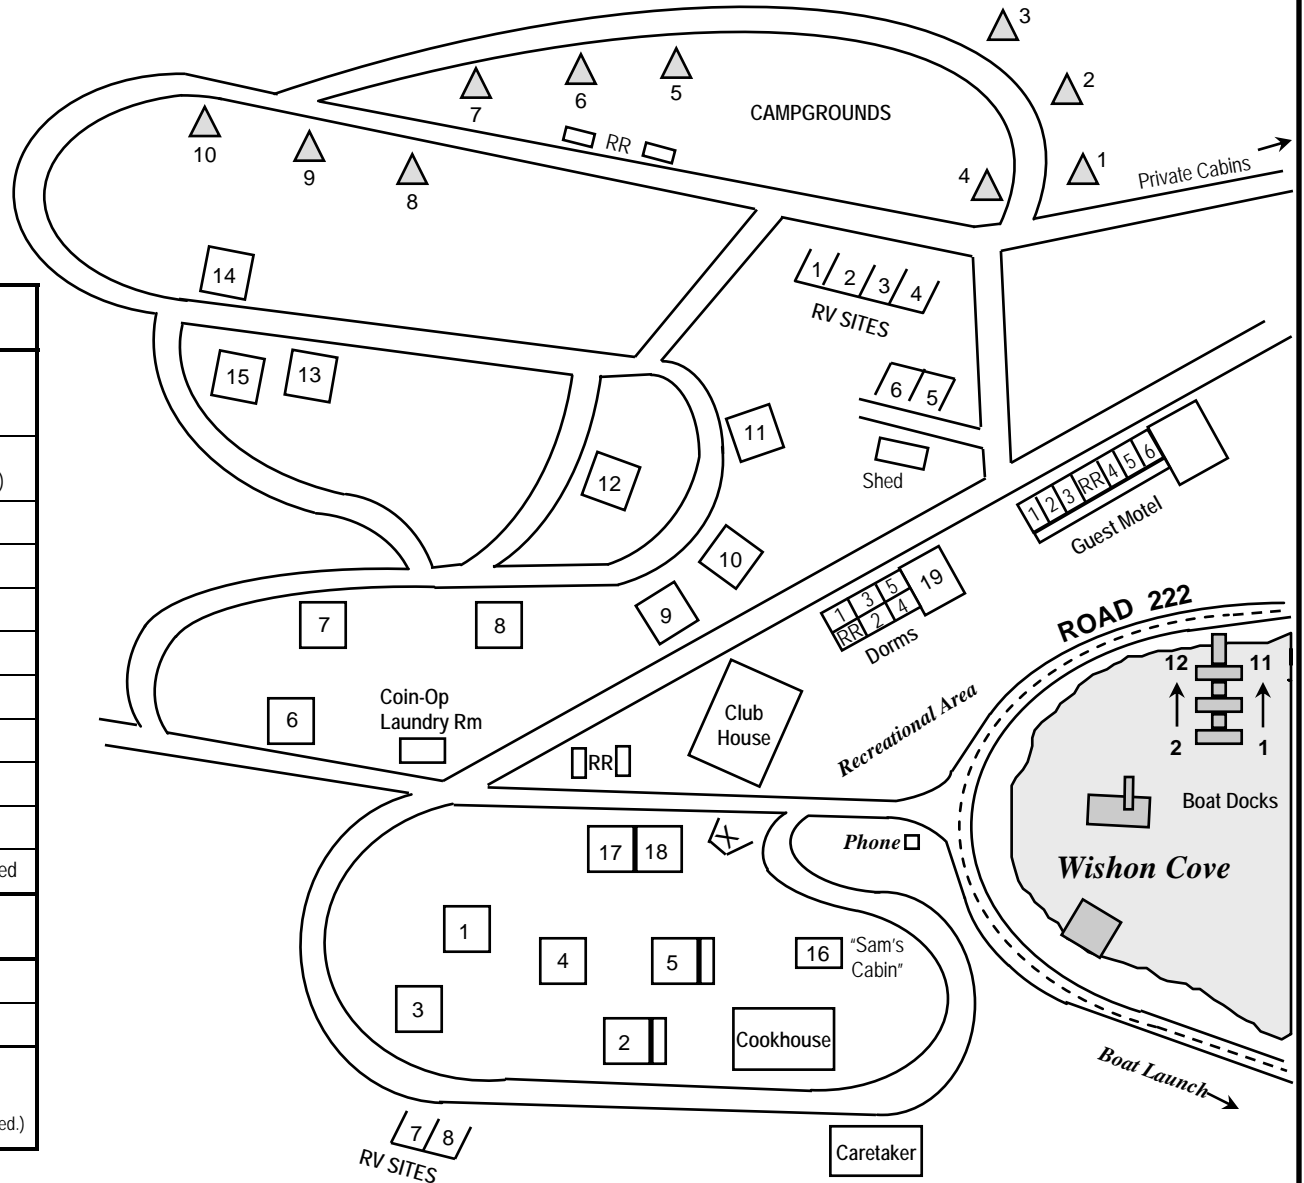 3
2
5
6
7
CAMPGROUNDS
RR
10
9
8
4
1
Private Cabins
14
1 2 3 4
RV SITES
15
13
6 5
11
12
Shed
)
1 2 3 RR 4 5 6
Guest Motel
10
19
1 3 5
RR 2 4
Dorms
9
7
8
ROAD 222
12
11
2
1
6
Coin-Op
Laundry Rm
Club
House
Recreational Area
RR
Boat Docks
17
18
Phone
Wishon Cove
ed
1
4
5
16
"Sam's
Cabin"
3
2
Cookhouse
Boat Launch
ed.)
7 8
RV SITES
Caretaker